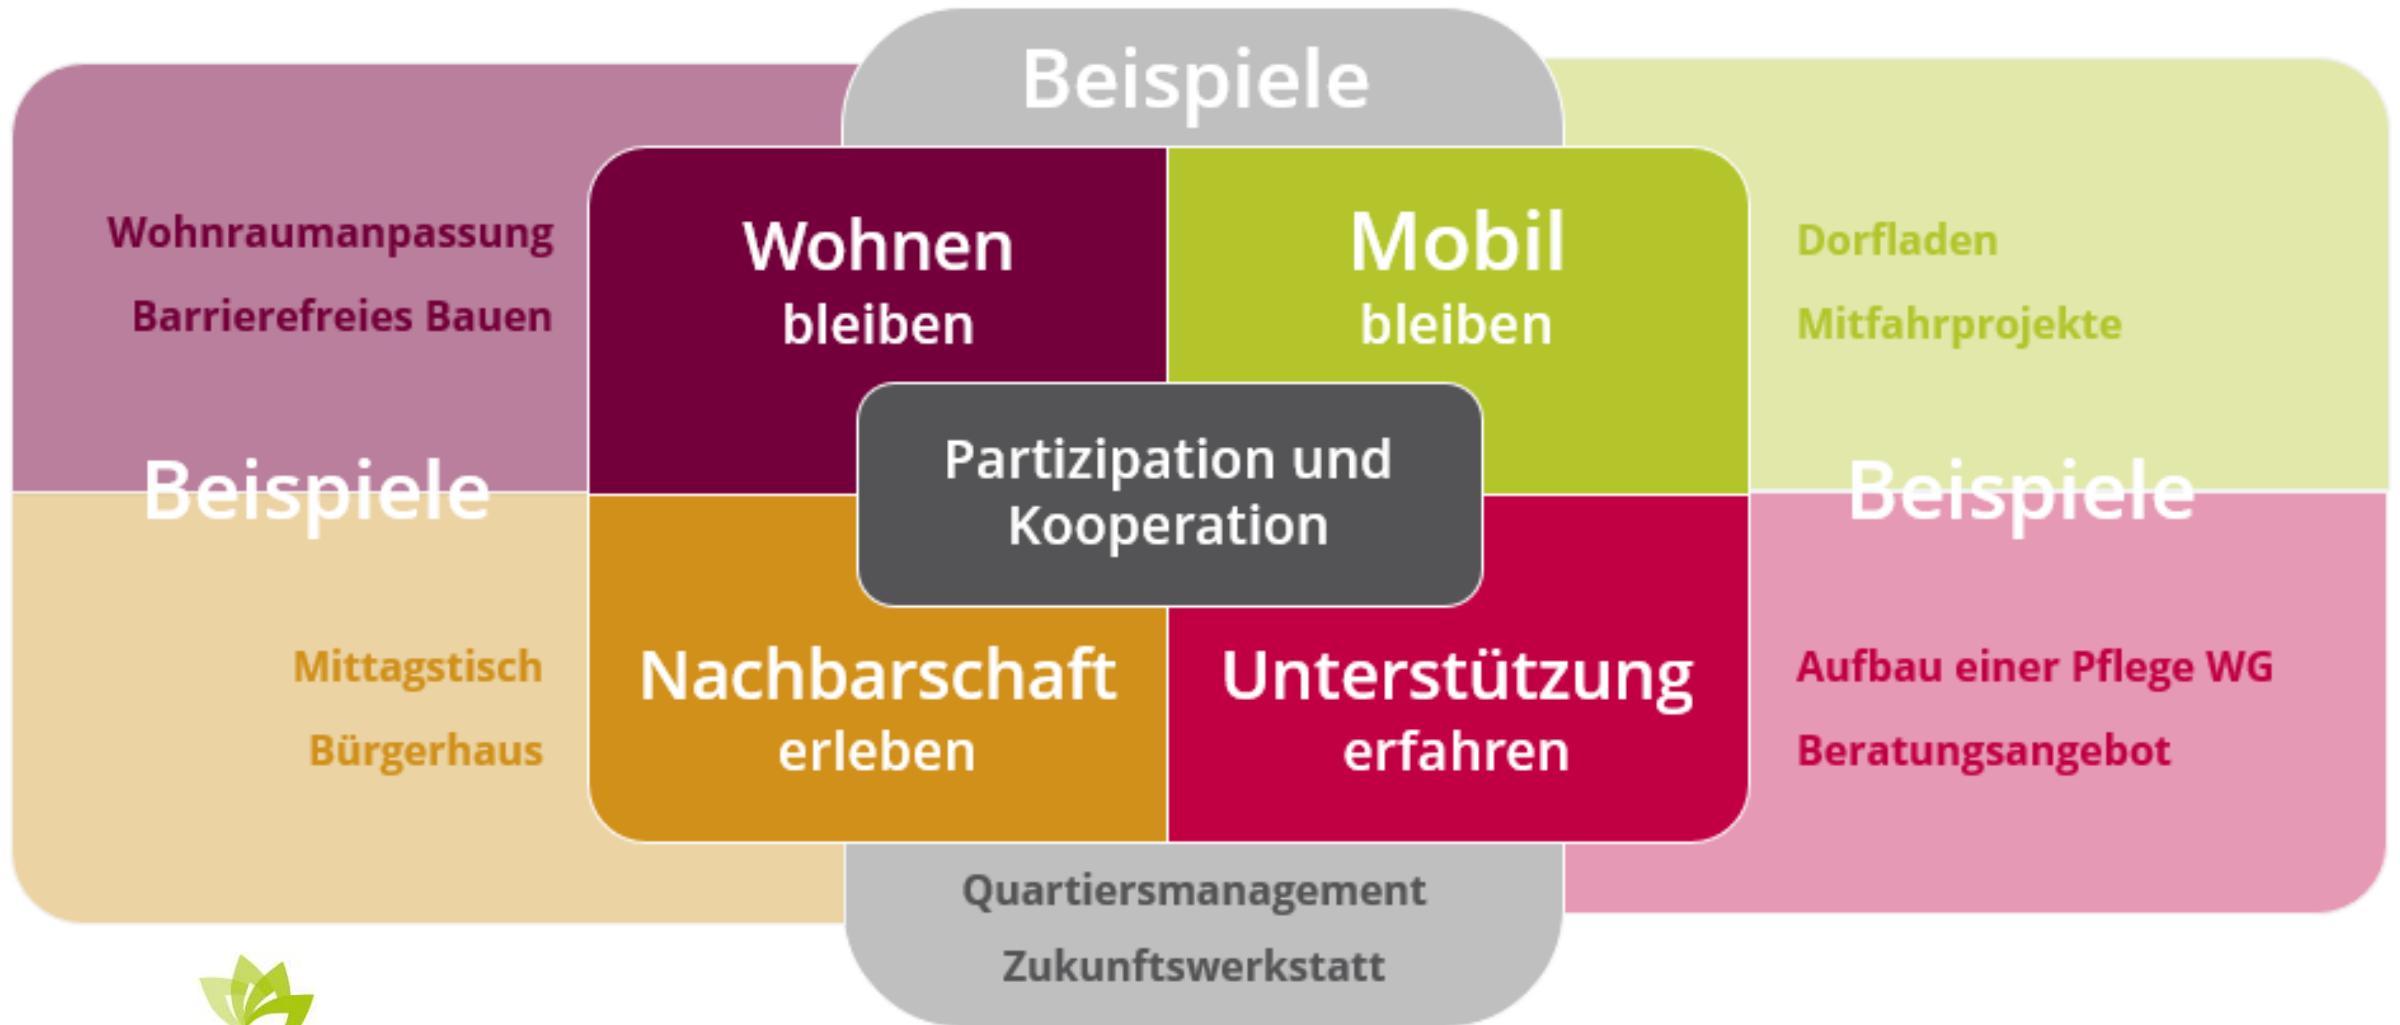 Beispiele
Wohnraumanpassung
Barrierefreies Bauen
Wohnen
bleiben
Mobil
bleiben
Dorfladen
Mitfahrprojekte
Beispiele
Partizipation und
Kooperation
Beispiele
Mittagstisch
Bürgerhaus
Nachbarschaft
erleben
Unterstützung
erfahren
Aufbau einer Pflege WG
Beratungsangebot
Quartiersmanagement
Zukunftswerkstatt